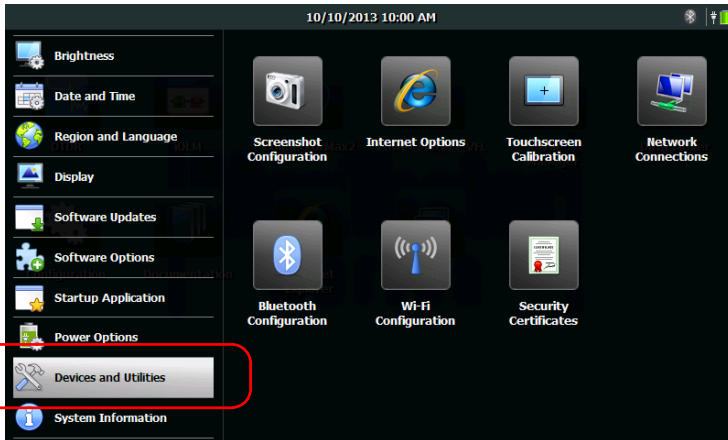 10/10/2013 10:00 AM
Brightness
Date and Time
Region and Language
Display
Software Updates
Software Options
Startup Application
Power Options
Devices and Utilities
System Information
Screenshot
Configuration
Internet Options
Touchscreen
Calibration
Network
Connections
Bluetooth
Configuration
Wi-Fi
Configuration
Security
Certificates